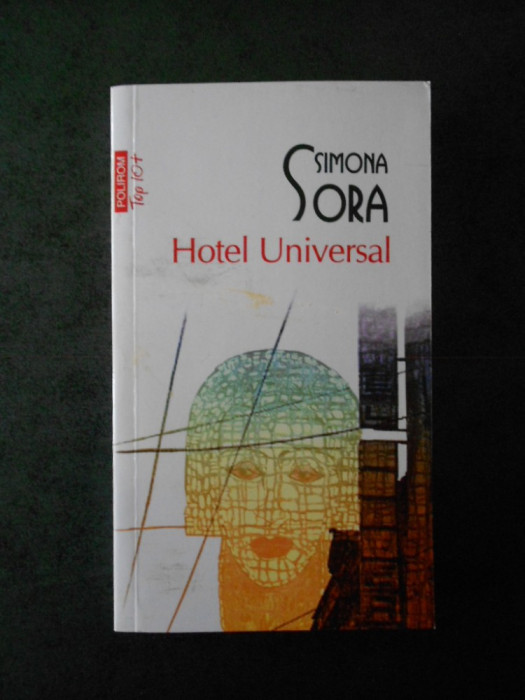 SIMONA
SORA
Hotel Universal
POLIROM
Top 10+